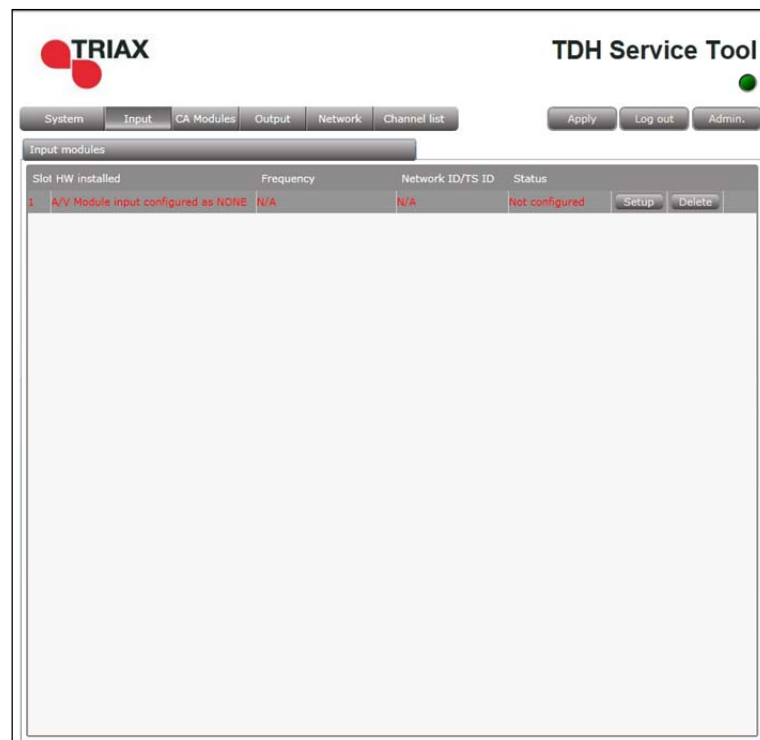 TRIAX
TDH Service Tool
System Input CA Modules Output Network Channel list Apply Log out Admin.
Input modules
Slot HW installed Frequency Network ID/TS ID Status
1 A/V Module input configured as NONE N/A N/A Not configured Setup Delete